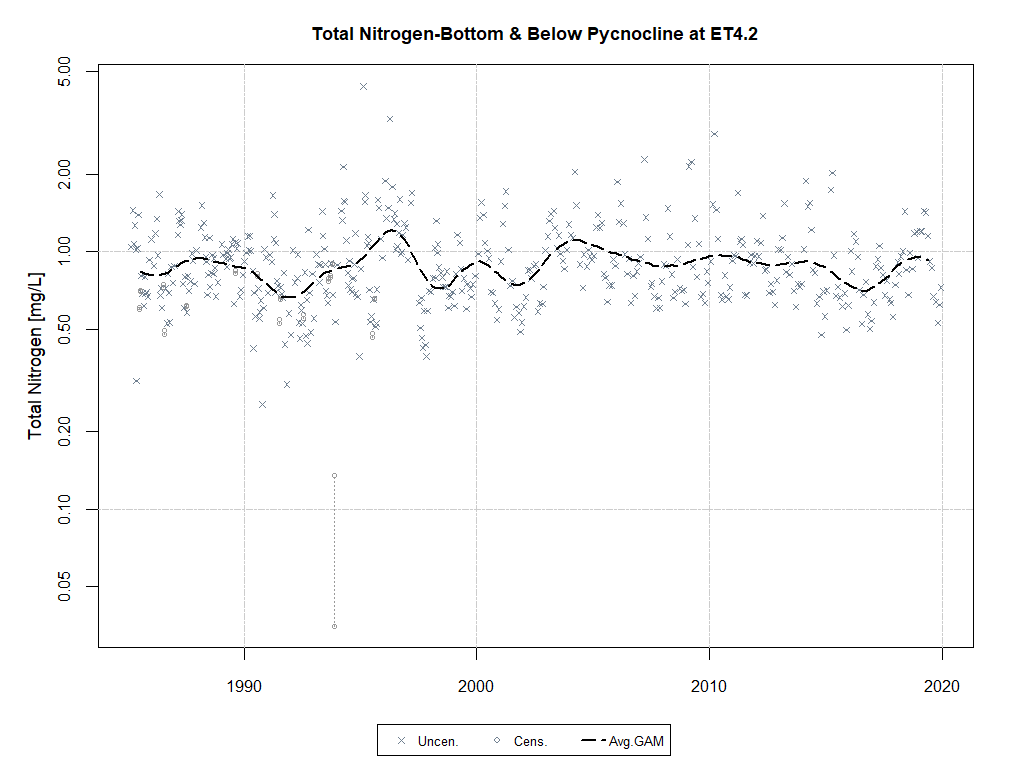 Total Nitrogen-Bottom & Below Pycnocline at ET4.2
Total Nitrogen [mg/L]
5.00
2.00
1.00
0.50
0.20
0.10
0.05
1990
2000
2010
2020
Uncen.
Cens.
Avg.GAM